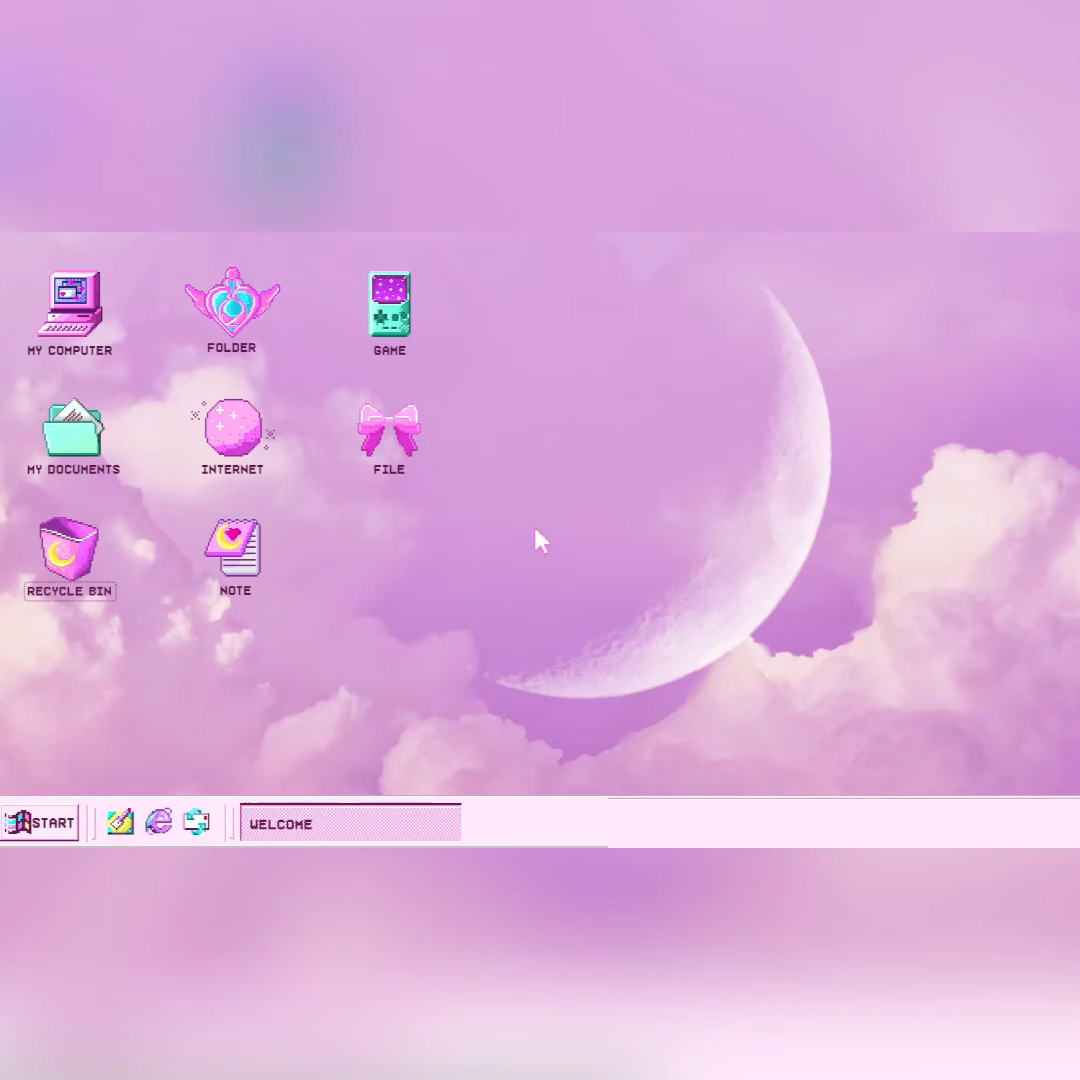 MY COMPUTER
FOLDER
GAME
MY DOCUMENTS
INTERNET
FILE
RECYCLE BIN
NOTE
START
WELCOME